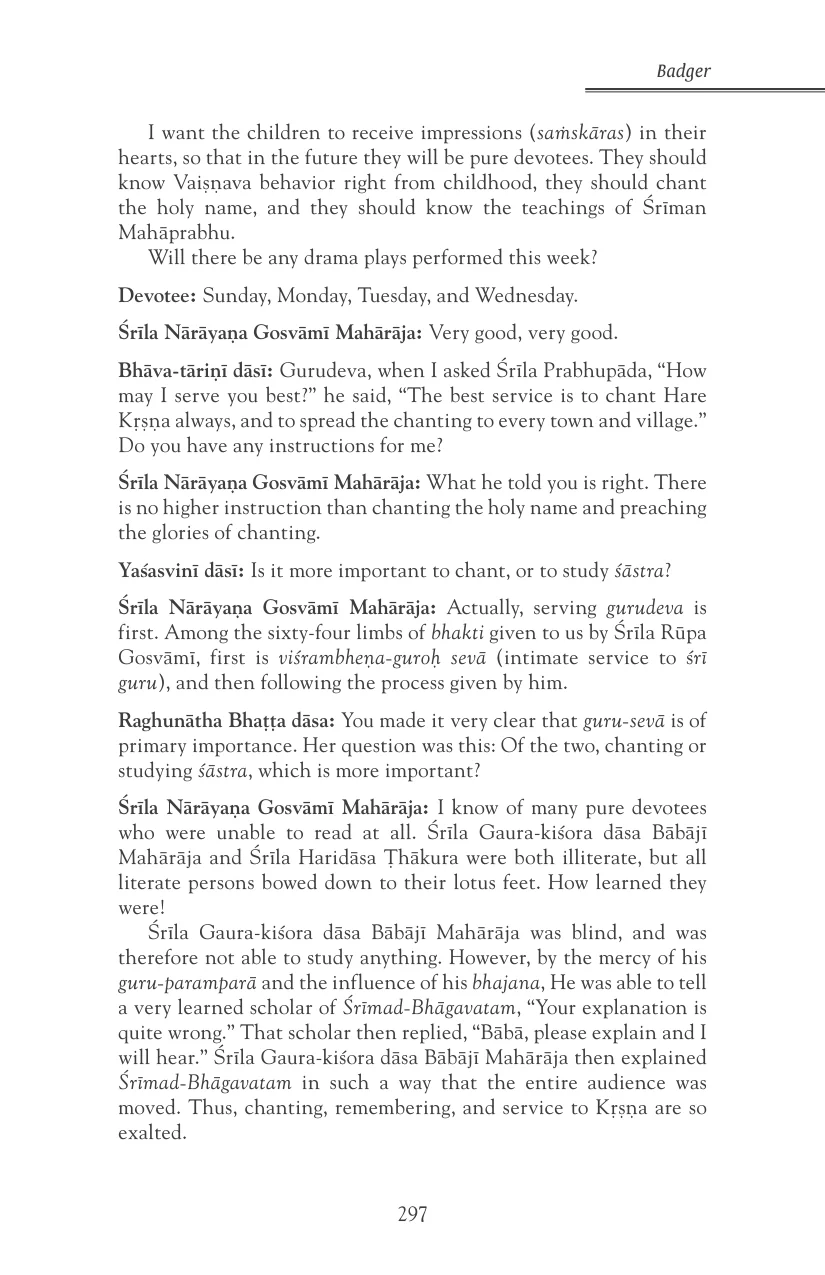 Badger
I want the children to receive impressions (saṁskāras) in their
hearts, so that in the future they will be pure devotees. They should
know Vaiṣṇava behavior right from childhood, they should chant
the holy name, and they should know the teachings of Śrīman
Mahāprabhu.
Will there be any drama plays performed this week?
Devotee: Sunday, Monday, Tuesday, and Wednesday.
Śrīla Nārāyaṇa Gosvāmī Mahārāja: Very good, very good.
Bhāva-tāriṇī dāsī: Gurudeva, when I asked Śrīla Prabhupāda, “How
may I serve you best?” he said, “The best service is to chant Hare
Kṛṣṇa always, and to spread the chanting to every town and village.”
Do you have any instructions for me?
Śrīla Nārāyaṇa Gosvāmī Mahārāja: What he told you is right. There
is no higher instruction than chanting the holy name and preaching
the glories of chanting.
Yaśasvinī dāsī: Is it more important to chant, or to study śāstra?
Śrīla Nārāyaṇa Gosvāmī Mahārāja: Actually, serving gurudeva is
first. Among the sixty-four limbs of bhakti given to us by Śrīla Rūpa
Gosvāmī, first is viśrambheṇa-guroḥ sevā (intimate service to śrī
guru), and then following the process given by him.
Raghunātha Bhaṭṭa dāsa: You made it very clear that guru-sevā is of
primary importance. Her question was this: Of the two, chanting or
studying śāstra, which is more important?
Śrīla Nārāyaṇa Gosvāmī Mahārāja: I know of many pure devotees
who were unable to read at all. Śrīla Gaura-kiśora dāsa Bābājī
Mahārāja and Śrīla Haridāsa Ṭhākura were both illiterate, but all
literate persons bowed down to their lotus feet. How learned they
were!
Śrīla Gaura-kiśora dāsa Bābājī Mahārāja was blind, and was
therefore not able to study anything. However, by the mercy of his
guru-paramparā and the influence of his bhajana, He was able to tell
a very learned scholar of Śrīmad-Bhāgavatam, “Your explanation is
quite wrong.” That scholar then replied, “Bābā, please explain and I
will hear.” Śrīla Gaura-kiśora dāsa Bābājī Mahārāja then explained
Śrīmad-Bhāgavatam in such a way that the entire audience was
moved. Thus, chanting, remembering, and service to Kṛṣṇa are so
exalted.
297